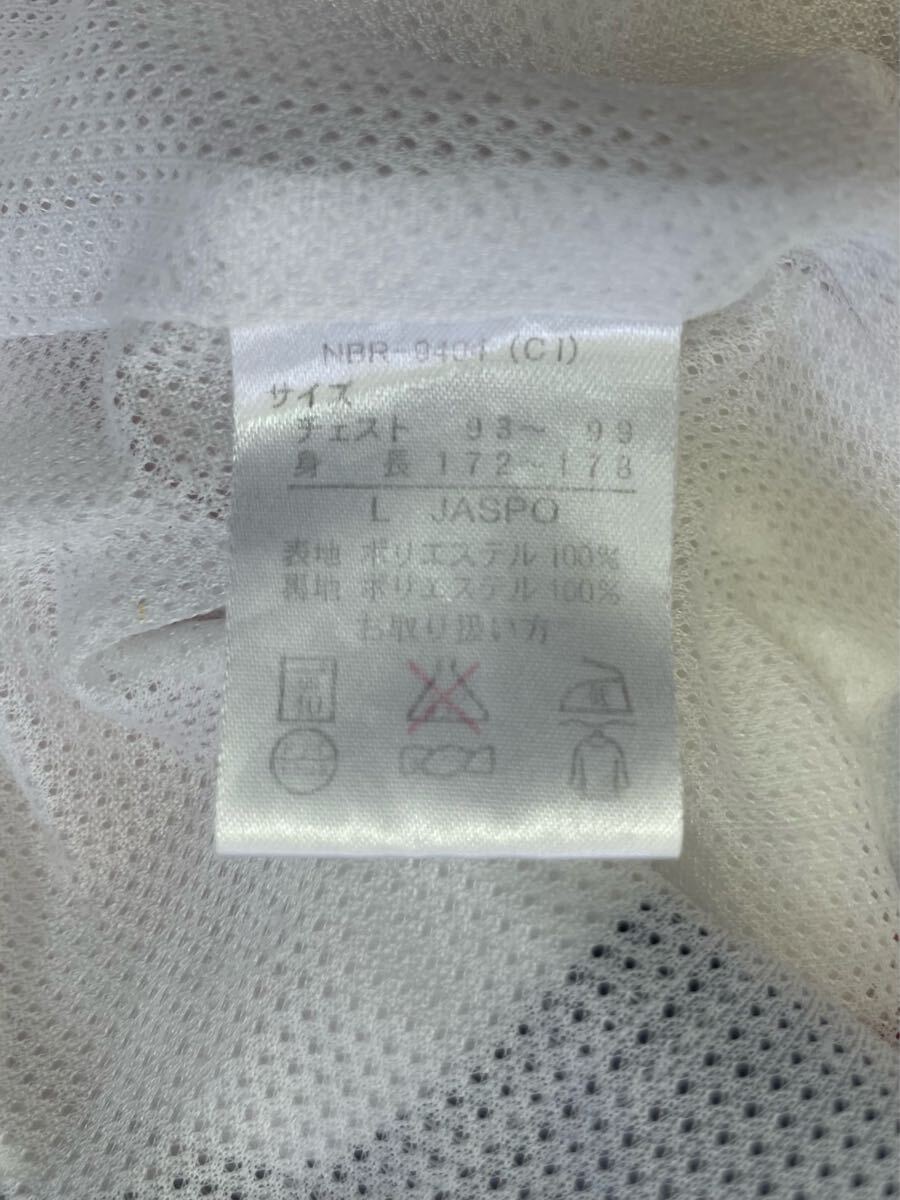 NBR-9404 (CI)
サイズ
チェスト 93～ 99
身 長 172～178
L JASPO
表地 ポリエステル 100%
裏地 ポリエステル 100%
お取り扱い方